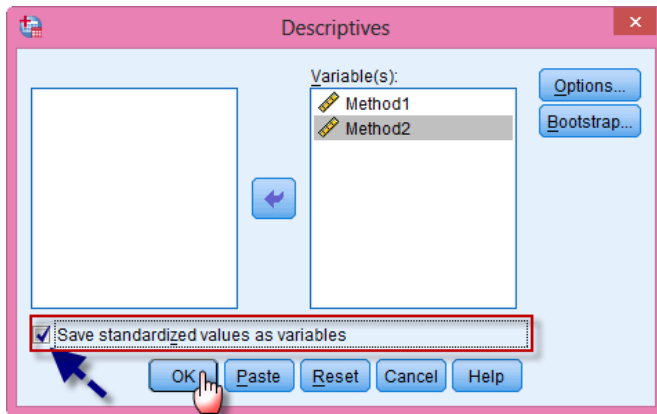 Descriptives
Variable(s):
Method1
Method2
Options...
Bootstrap...
Save standardized values as variables
OK Paste Reset Cancel Help